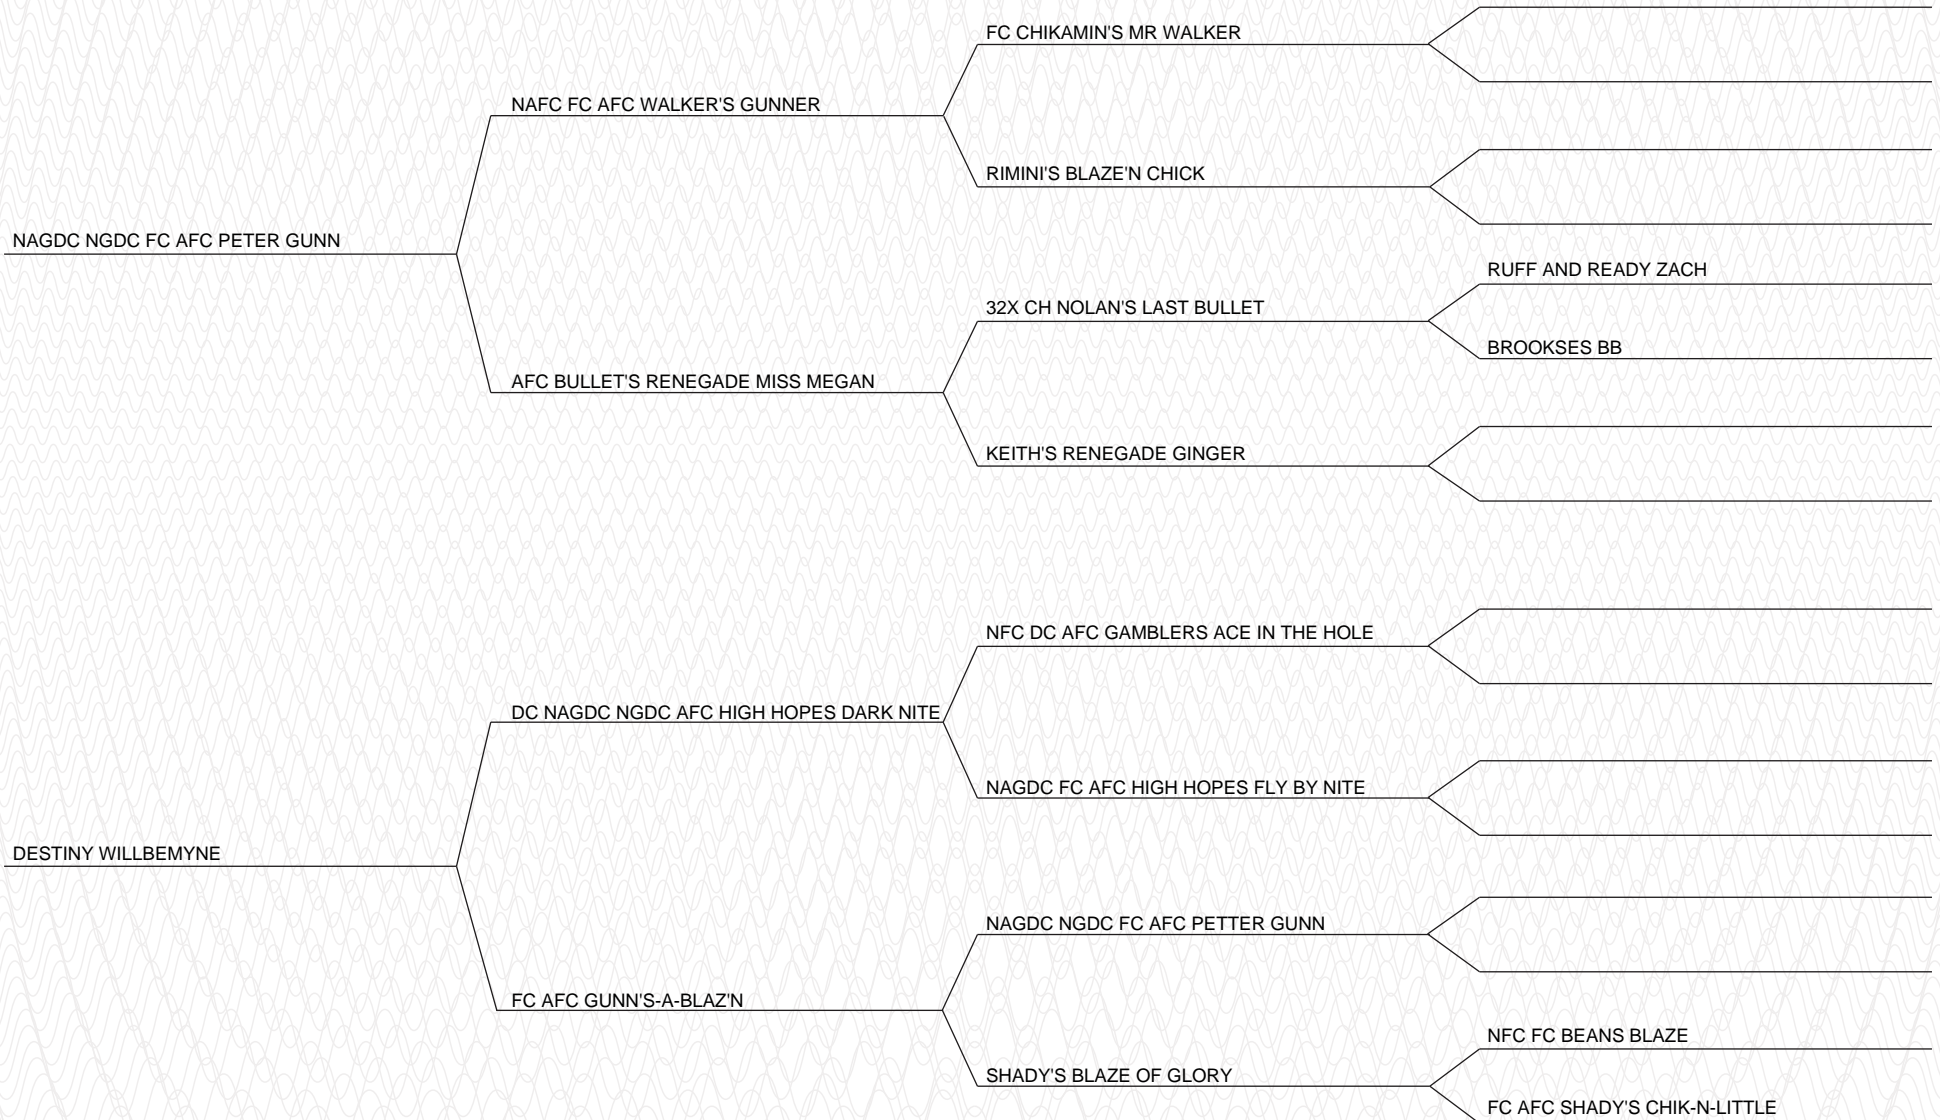 FC CHIKAMIN'S MR WALKER
NAFC FC AFC WALKER'S GUNNER
RIMINI'S BLAZE'N CHICK
NAGDC NGDC FC AFC PETER GUNN
RUFF AND READY ZACH
32X CH NOLAN'S LAST BULLET
BROOKSES BB
AFC BULLET'S RENEGADE MISS MEGAN
KEITH'S RENEGADE GINGER
NFC DC AFC GAMBLERS ACE IN THE HOLE
DC NAGDC NGDC AFC HIGH HOPES DARK NITE
NAGDC FC AFC HIGH HOPES FLY BY NITE
DESTINY WILLBEMYNE
NAGDC NGDC FC AFC PETTER GUNN
FC AFC GUNN'S-A-BLAZ'N
NFC FC BEANS BLAZE
SHADY'S BLAZE OF GLORY
FC AFC SHADY'S CHIK-N-LITTLE